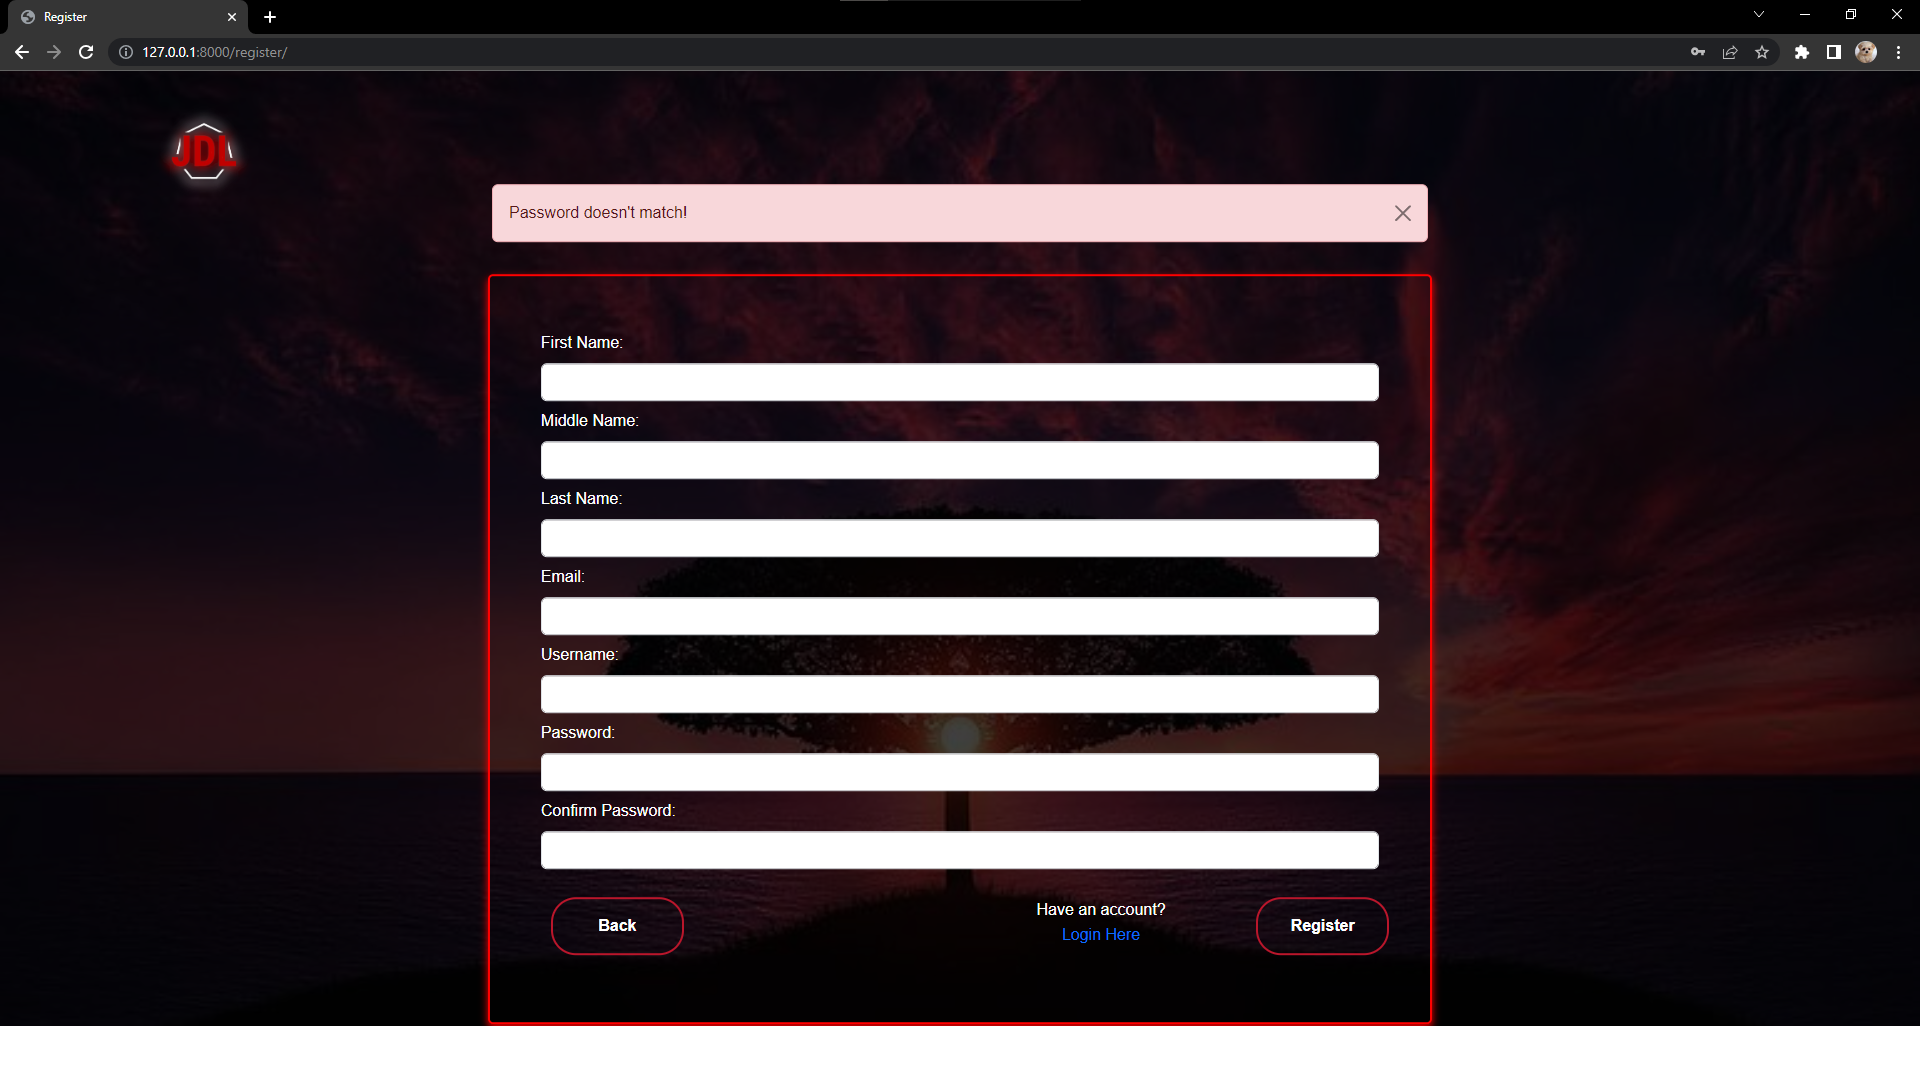 Register
127.0.0.1:8000/register/
JDL
Password doesn't match!
First Name:
Middle Name:
Last Name:
Email:
Username:
Password:
Confirm Password:
Back
Have an account?
Login Here
Register